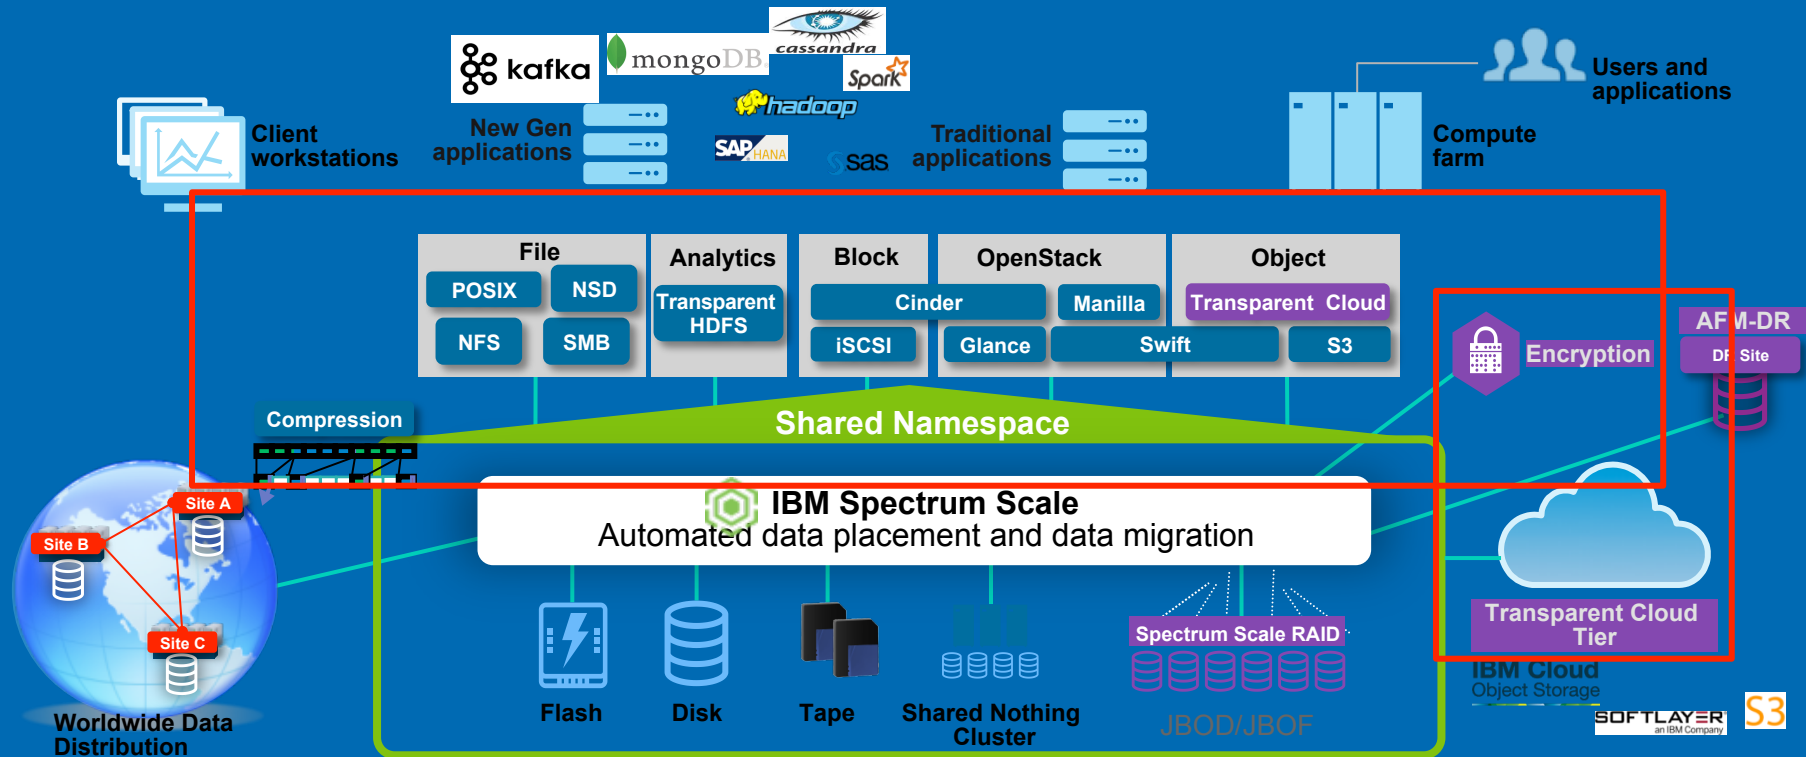 kafka
mongoDB
cassandra
Spark
hadoop
SAP HANA
sas
Client
workstations
New Gen
applications
Traditional
applications
Compute
farm
Users and
applications
File
POSIX
NSD
NFS
SMB
Analytics
Transparent
HDFS
Block
OpenStack
Cinder
Manilla
iSCSI
Glance
Swift
Object
Transparent Cloud
S3
Encryption
AFM-DR
DR Site
Compression
Shared Namespace
IBM Spectrum Scale
Automated data placement and data migration
Site A
Site B
Site C
Worldwide Data
Distribution
Flash
Disk
Tape
Shared Nothing
Cluster
Spectrum Scale RAID
JBOD/JBOF
Transparent Cloud
Tier
IBM Cloud
Object Storage
SOFTLAYER
an IBM Company
S3